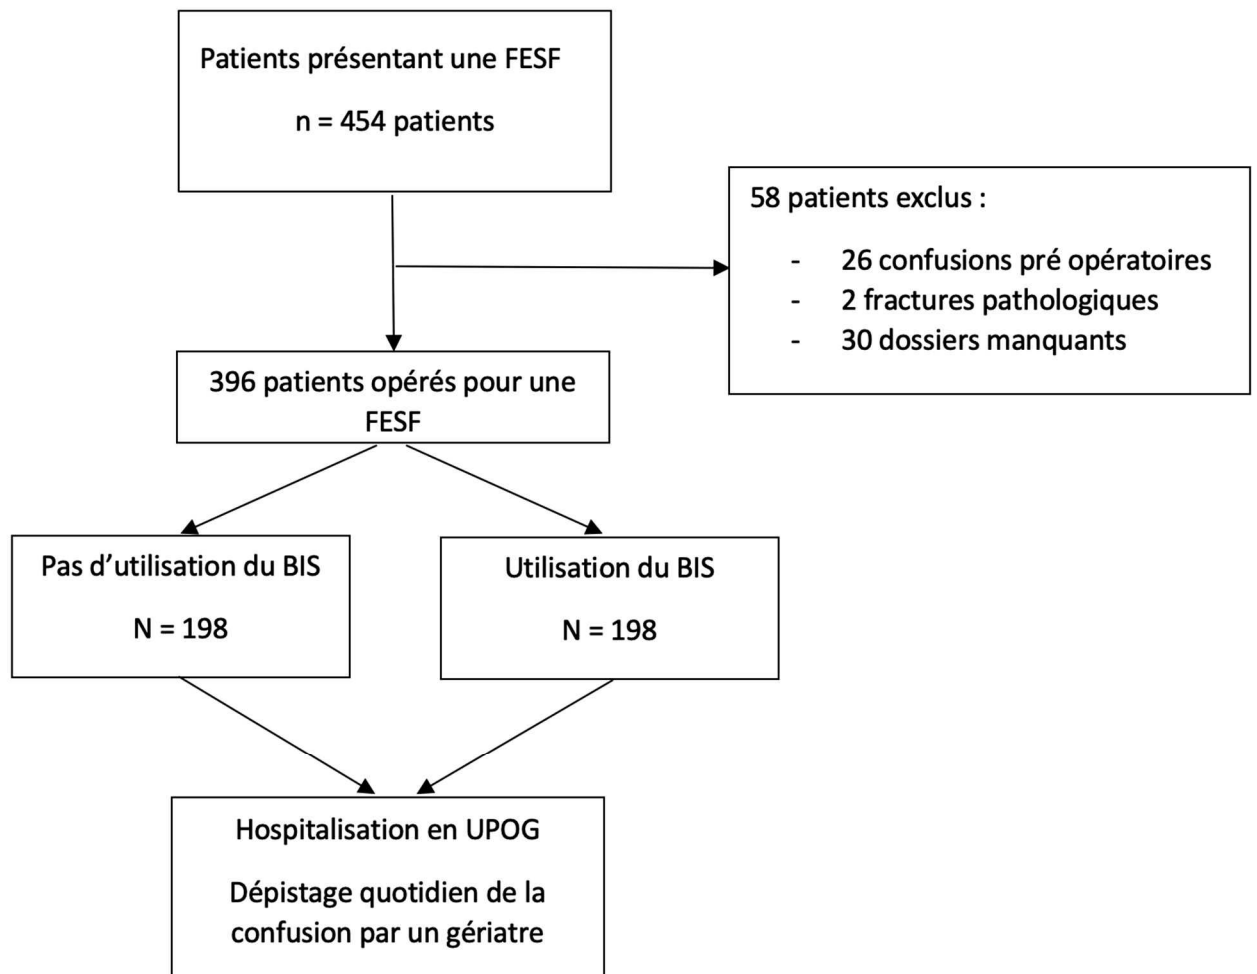 Patients présentant une FESF
n = 454 patients
58 patients exclus :
- 26 confusions pré opératoires
- 2 fractures pathologiques
- 30 dossiers manquants
396 patients opérés pour une
FESF
Pas d’utilisation du BIS
N = 198
Utilisation du BIS
N = 198
Hospitalisation en UPOG
Dépistage quotidien de la
confusion par un gériatre